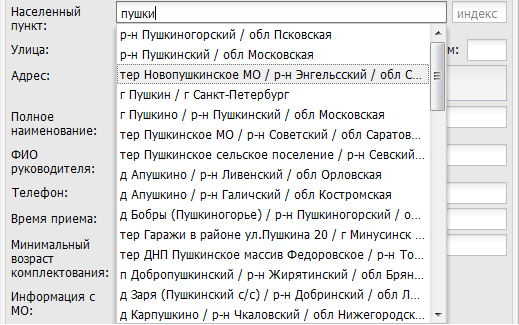 Населенный
пункт:
пушки
индекс
р-н Пушкиногорский / обл Псковская
р-н Пушкинский / обл Московская
Улица:
м:
тер Новопушкинское МО / р-н Энгельсский / обл С...
Адрес:
г Пушкин / г Санкт-Петербург
г Пушкино / р-н Пушкинский / обл Московская
Полное
наименование:
тер Пушкинское МО / р-н Советский / обл Саратов...
тер Пушкинское сельское поселение / р-н Севский...
ФИО
руководителя:
д Апушкино / р-н Ливенский / обл Орловская
Телефон:
д Апушкино / р-н Галичский / обл Костромская
Время приема:
д Бобры (Пушкиногорье) / р-н Пушкиногорский / о...
тер Гаражи в районе ул.Пушкина 20 / г Минусинск ...
Минимальный
возраст
комплектования:
тер ДНП Пушкинское массив Федоровское / р-н То...
п Добропушкинский / р-н Жирятинский / обл Брян...
Информация с
МО:
д Заря (Пушкинский с/с) / р-н Добринский / обл Л...
д Карпушкино / р-н Чкаловский / обл Нижегородск...